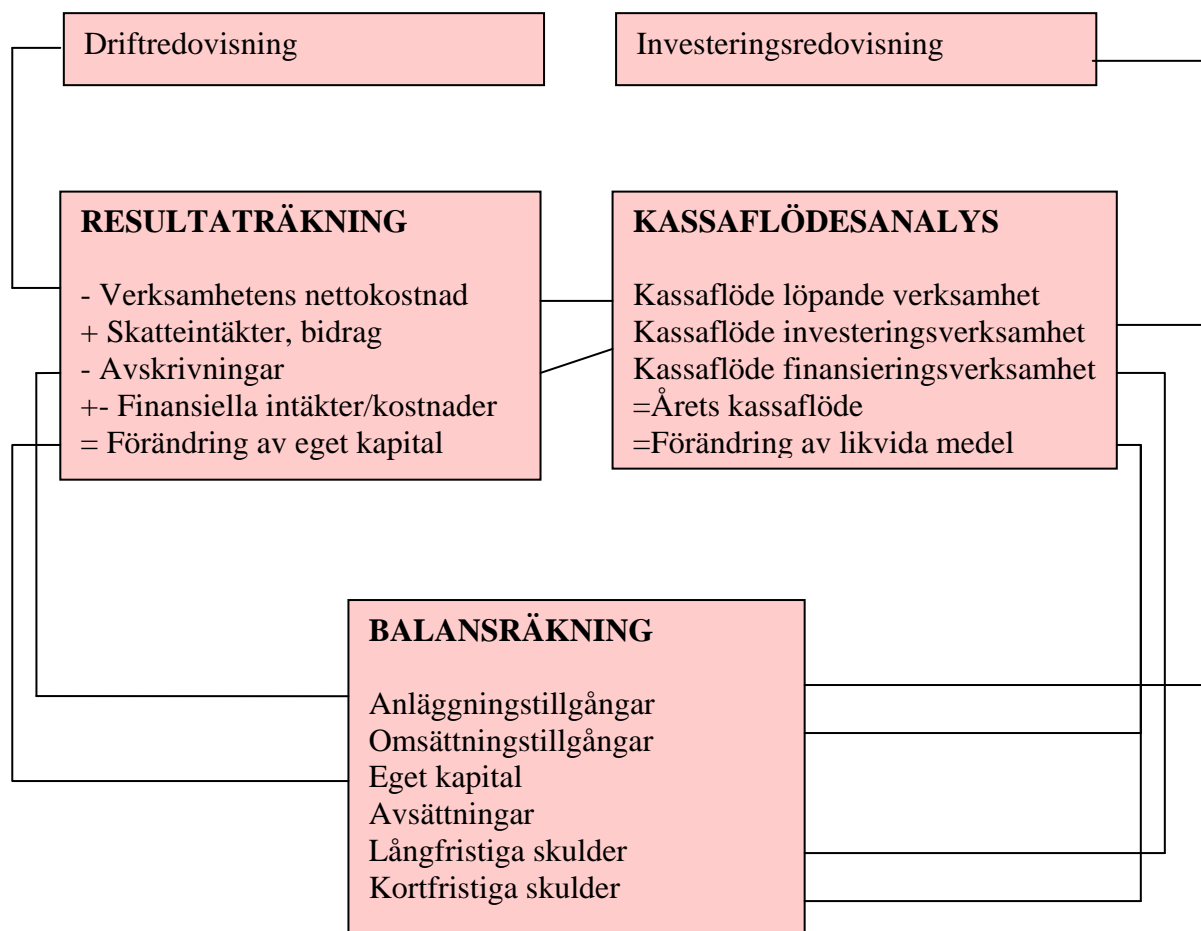 Driftredovisning
Investeringsredovisning
RESULTATRÄKNING
- Verksamhetens nettokostnad
+ Skatteintäkter, bidrag
- Avskrivningar
+- Finansiella intäkter/kostnader
= Förändring av eget kapital
KASSAFLÖDESANALYS
Kassaflöde löpande verksamhet
Kassaflöde investeringsverksamhet
Kassaflöde finansieringsverksamhet
=Årets kassaflöde
=Förändring av likvida medel
BALANSRÄKNING
Anläggningstillgångar
Omsättningstillgångar
Eget kapital
Avsättningar
Långfristiga skulder
Kortfristiga skulder